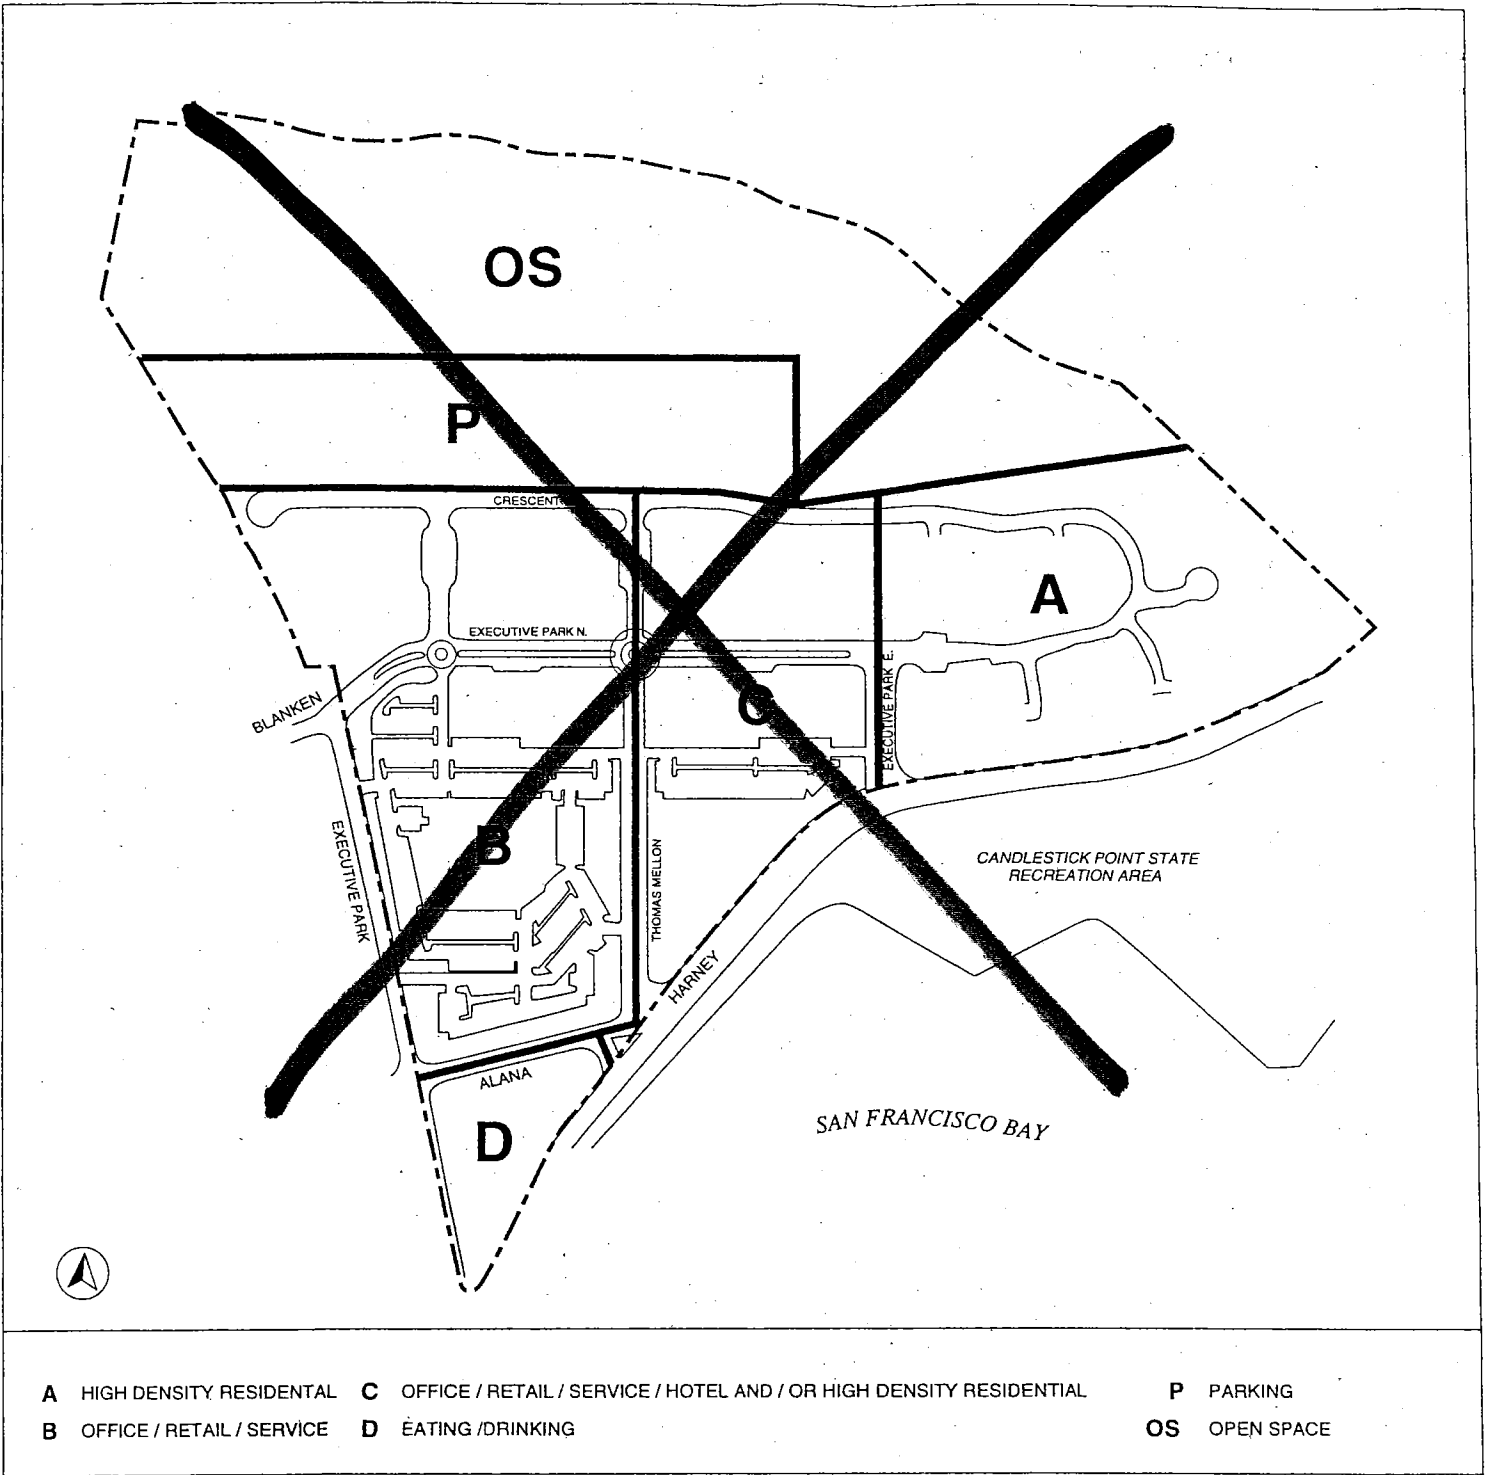 OS
P
CRESCENT
A
EXECUTIVE PARK N.
EXECUTIVE PARK E.
BLANKEN
C
EXECUTIVE PARK
B
THOMAS MELLON
CANDLESTICK POINT STATE
RECREATION AREA
HARNEY
ALANA
SAN FRANCISCO BAY
D
A HIGH DENSITY RESIDENTAL C OFFICE / RETAIL / SERVICE / HOTEL AND / OR HIGH DENSITY RESIDENTIAL P PARKING
B OFFICE / RETAIL / SERVICE D EATING /DRINKING OS OPEN SPACE